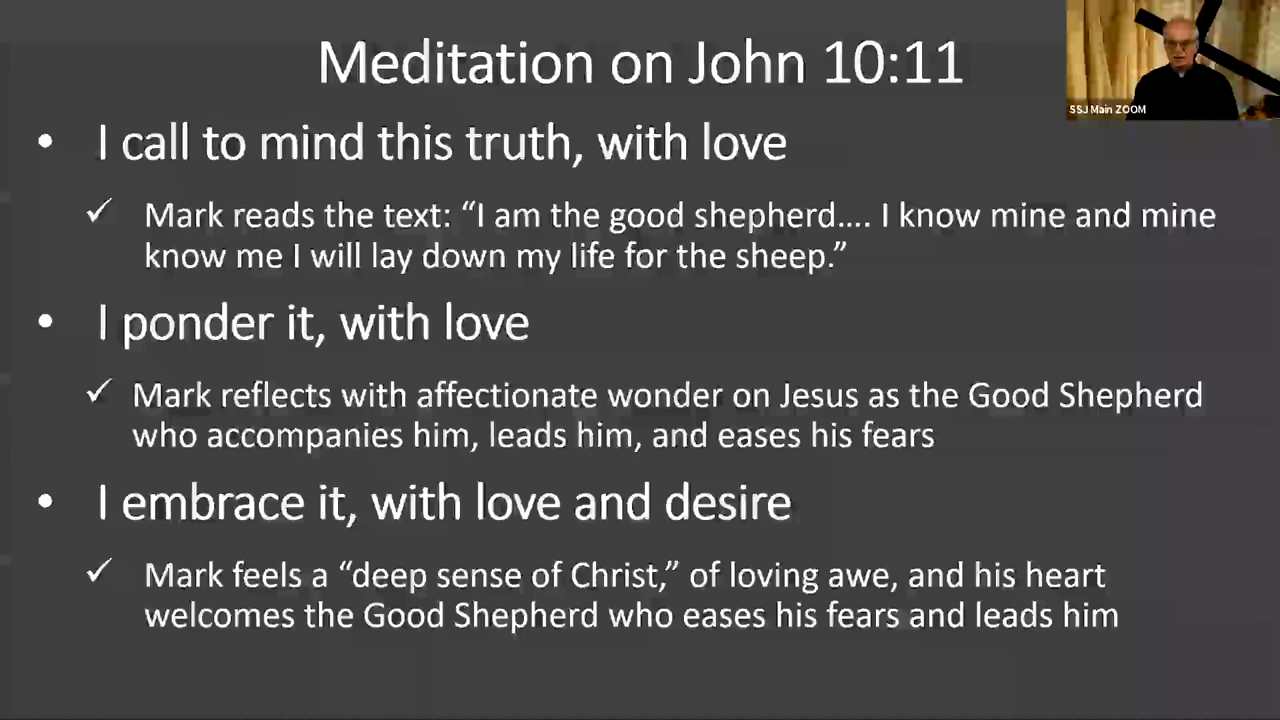 Meditation on John 10:11
SSJ Main ZOOM
• I call to mind this truth, with love
✓ Mark reads the text: “I am the good shepherd.... I know mine and mine
know me I will lay down my life for the sheep.”
• I ponder it, with love
✓ Mark reflects with affectionate wonder on Jesus as the Good Shepherd
who accompanies him, leads him, and eases his fears
• I embrace it, with love and desire
✓ Mark feels a “deep sense of Christ,” of loving awe, and his heart
welcomes the Good Shepherd who eases his fears and leads him